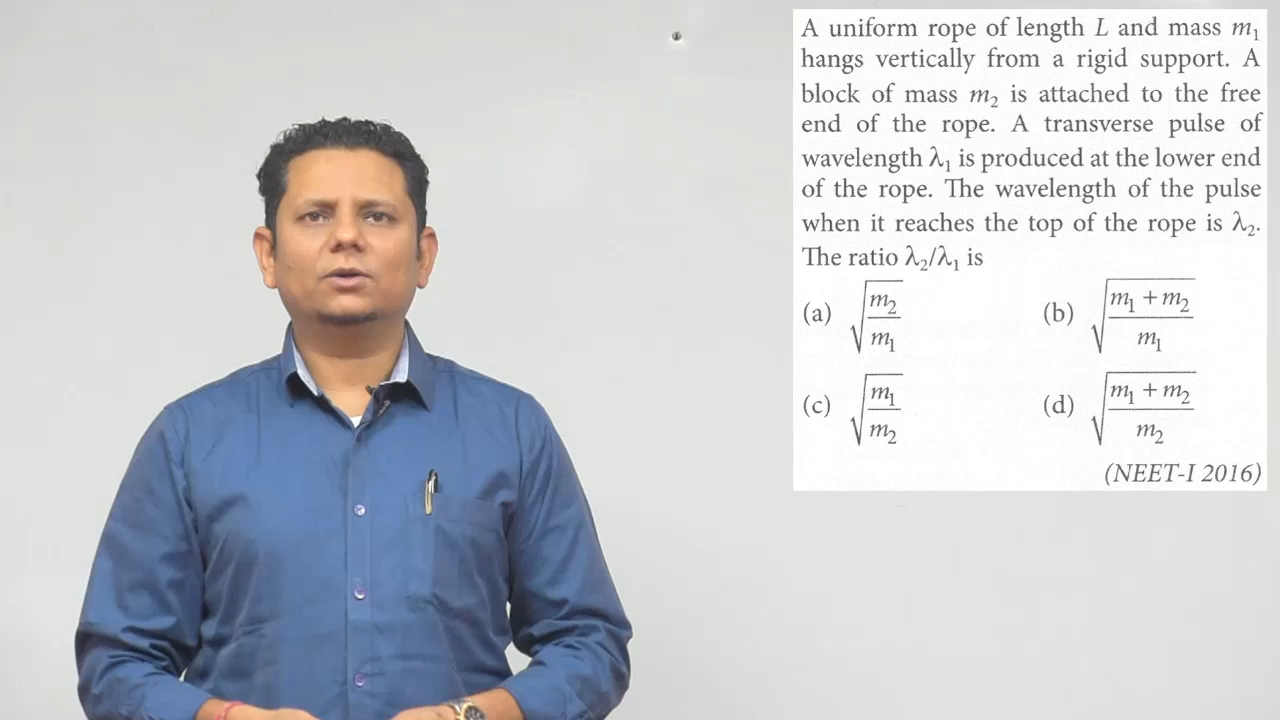 A uniform rope of length L and mass m₁
hangs vertically from a rigid support. A
block of mass m₂ is attached to the free
end of the rope. A transverse pulse of
wavelength λ₁ is produced at the lower end
of the rope. The wavelength of the pulse
when it reaches the top of the rope is λ₂.
The ratio λ₂/λ₁ is
(a) √(m₂/m₁) (b) √((m₁ + m₂)/m₁)
(c) √(m₁/m₂) (d) √((m₁ + m₂)/m₂)
(NEET-I 2016)